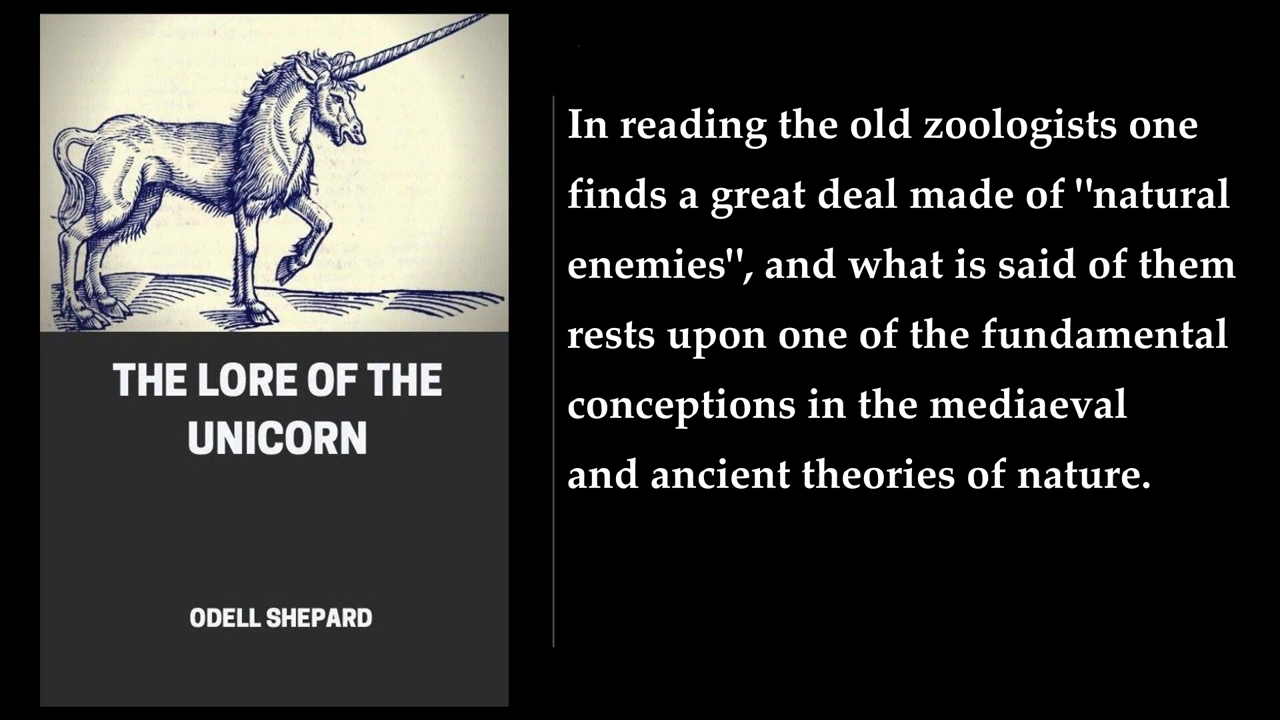 THE LORE OF THE
UNICORN
ODELL SHEPARD
In reading the old zoologists one
finds a great deal made of "natural
enemies", and what is said of them
rests upon one of the fundamental
conceptions in the mediaeval
and ancient theories of nature.